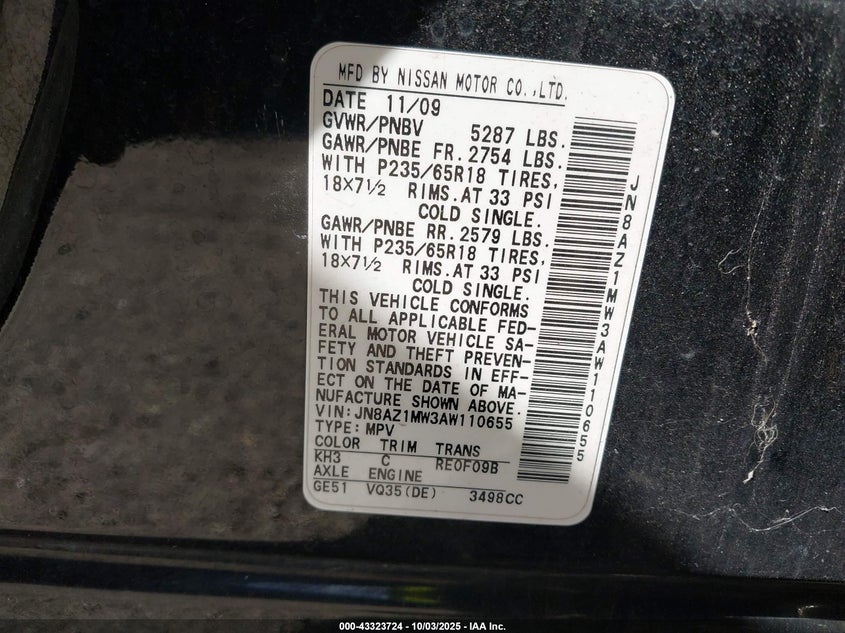 MFD BY NISSAN MOTOR CO.,LTD.
DATE 11/09
GVWR/PNBV 5287 LBS.
GAWR/PNBE FR. 2754 LBS.
WITH P235/65R18 TIRES,
18×7½ RIMS.AT 33 PSI
COLD SINGLE.
GAWR/PNBE RR. 2579 LBS.
WITH P235/65R18 TIRES,
18×7½ RIMS.AT 33 PSI
COLD SINGLE.
THIS VEHICLE CONFORMS
TO ALL APPLICABLE FED-
ERAL MOTOR VEHICLE SA-
FETY AND THEFT PREVEN-
TION STANDARDS IN EFF-
ECT ON THE DATE OF MA-
NUFACTURE SHOWN ABOVE.
VIN:JN8AZ1MW3AW110655
TYPE: MPV
COLOR TRIM TRANS
KH3 C RE0F09B
AXLE ENGINE
GE51 VQ35(DE) 3498CC
JN8AZ1MW3AW110655
000-43323724 - 10/03/2025 - IAA Inc.